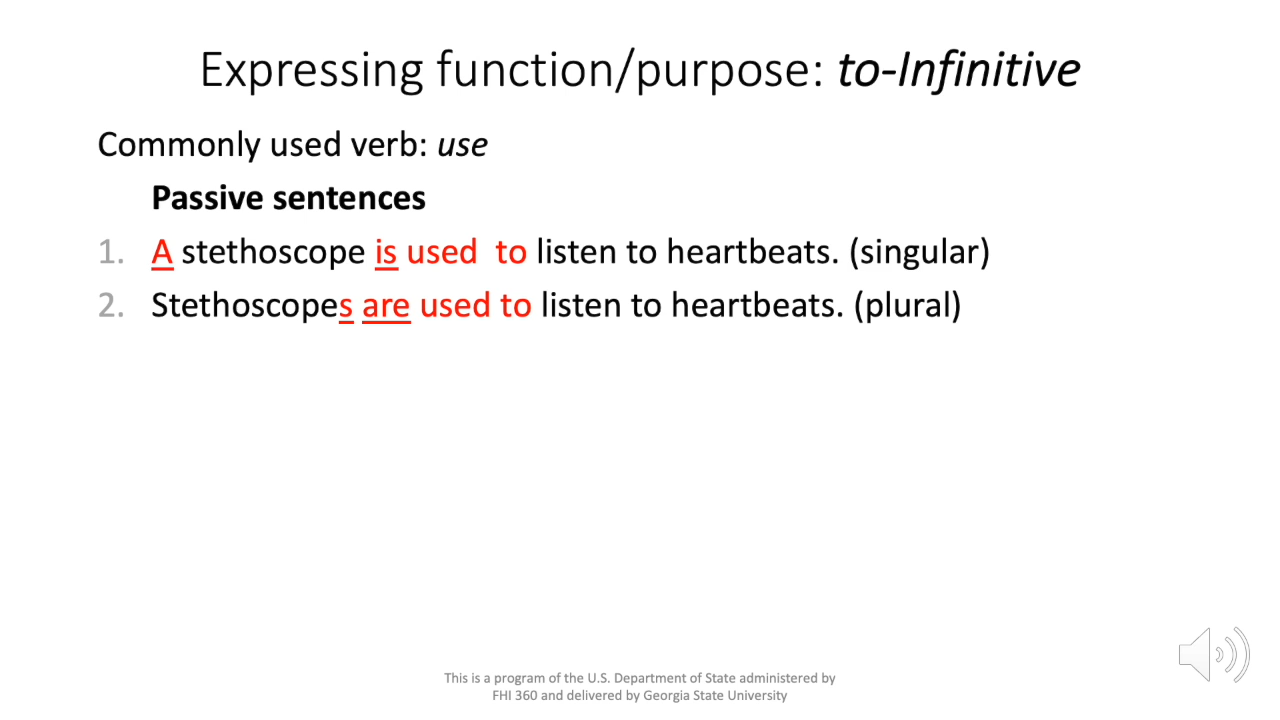 Expressing function/purpose: to-Infinitive
Commonly used verb: use
Passive sentences
1. A stethoscope is used to listen to heartbeats. (singular)
2. Stethoscopes are used to listen to heartbeats. (plural)
This is a program of the U.S. Department of State administered by
FHI 360 and delivered by Georgia State University